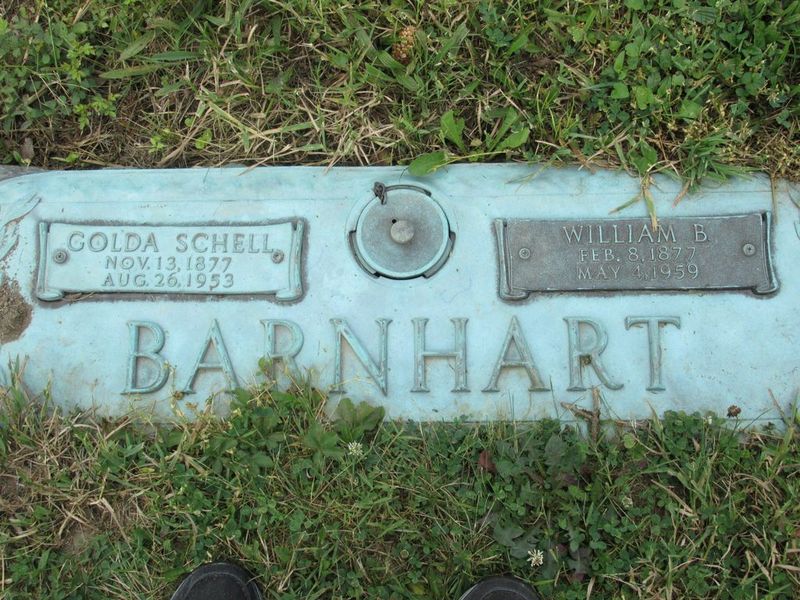 GOLDA SCHELL
NOV. 13, 1877
AUG. 26, 1953
WILLIAM B.
FEB. 8, 1877
MAY 4, 1959
BARNHART